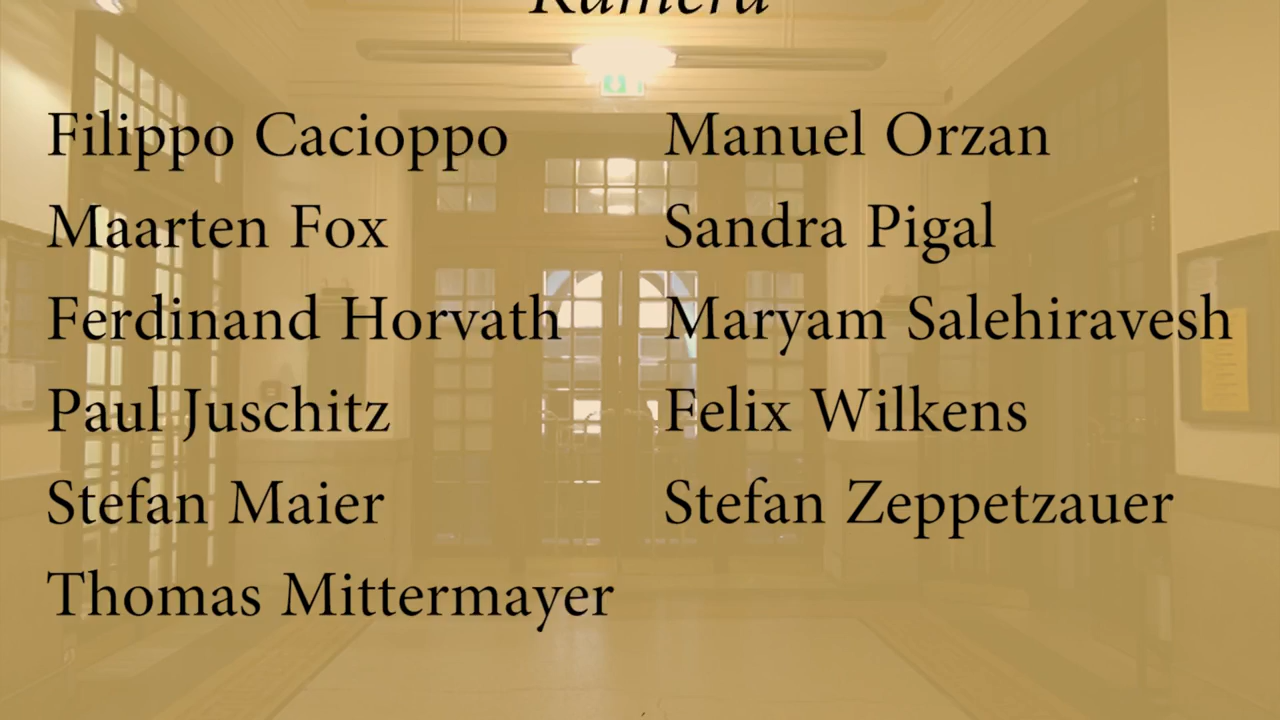 Kamera
Filippo Cacioppo
Maarten Fox
Ferdinand Horvath
Paul Juschitz
Stefan Maier
Thomas Mittermayer
Manuel Orzan
Sandra Pigal
Maryam Salehiravesh
Felix Wilkens
Stefan Zeppetzauer